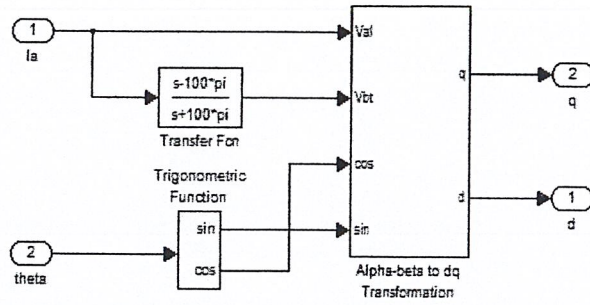 1
Ia
Val
s-100*pi
s+100*pi
Transfer Fcn
Vbt
q
2
q
Trigonometric
Function
sin
cos
cos
sin
d
1
d
2
theta
Alpha-beta to dq
Transformation